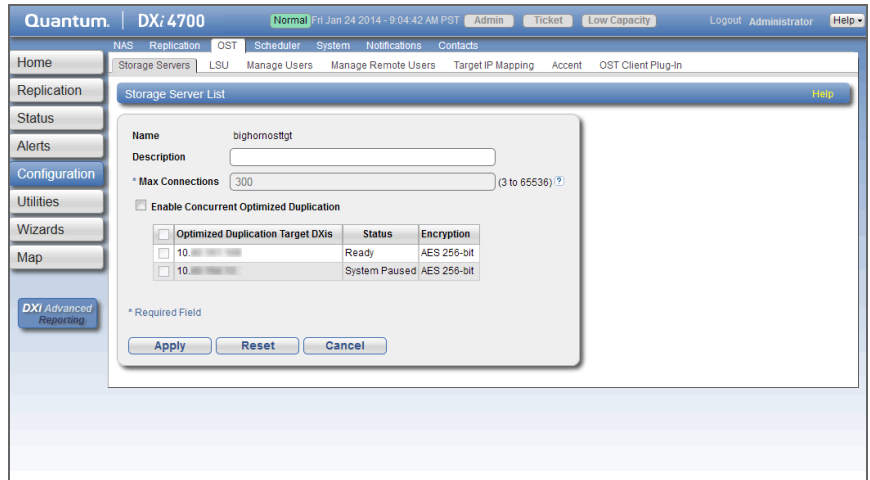 Quantum. DXi 4700 Normal Fri Jan 24 2014 - 9:04:42 AM PST Admin Ticket Low Capacity Logout Administrator Help
NAS Replication OST Scheduler System Notifications Contacts
Storage Servers LSU Manage Users Manage Remote Users Target IP Mapping Accent OST Client Plug-In
Home
Replication
Status
Alerts
Configuration
Utilities
Wizards
Map
DXi Advanced
Reporting
Storage Server List Help
Name bighornosttgt
Description
* Max Connections 300 (3 to 65536) ?
Enable Concurrent Optimized Duplication
Optimized Duplication Target DXis Status Encryption
10. Ready AES 256-bit
10. System Paused AES 256-bit
* Required Field
Apply Reset Cancel